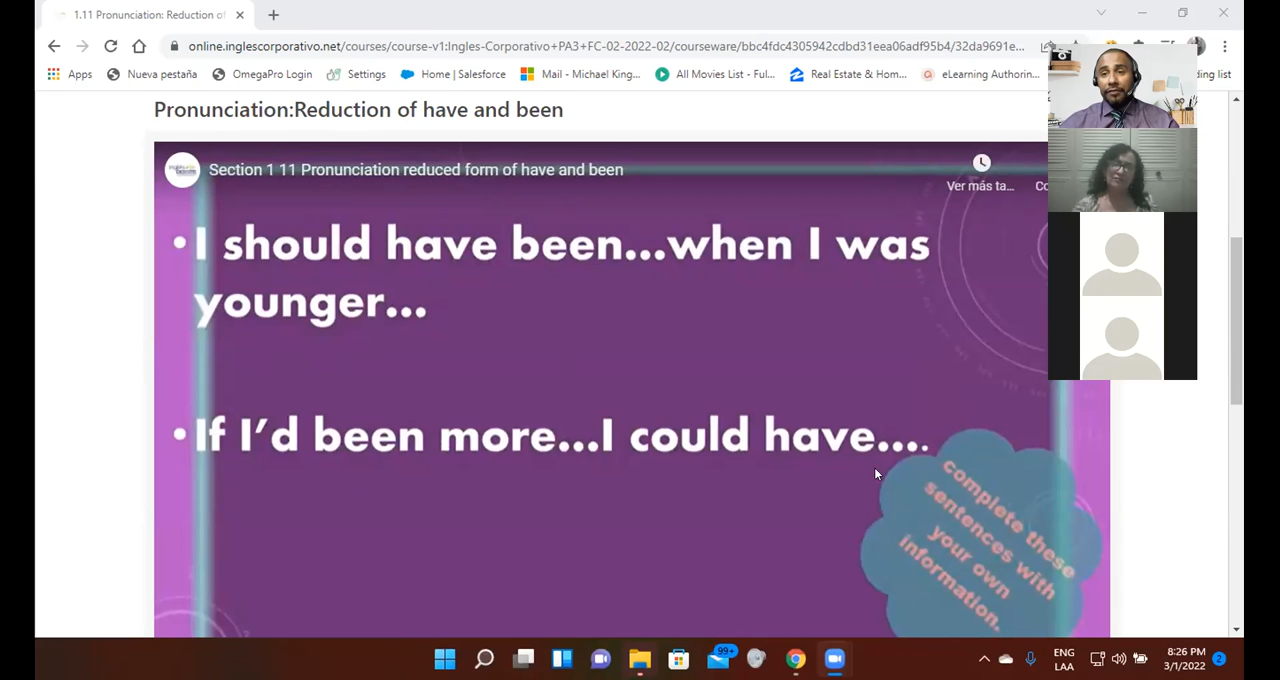 1.11 Pronunciation: Reduction of
online.inglescorporativo.net/courses/course-v1:Ingles-Corporativo+PA3+FC-02-2022-02/courseware/bbc4fdc4305942cdbd31eea06adf95b4/32da9691e...
Apps
Nueva pestaña
OmegaPro Login
Settings
Home | Salesforce
Mail - Michael King...
All Movies List - Ful...
Real Estate & Hom...
eLearning Authorin...
ding list
Pronunciation:Reduction of have and been
Section 1 11 Pronunciation reduced form of have and been
Ver más ta...
Co
• I should have been...when I was
younger...
• If I'd been more...I could have....
complete these
sentences with
your own
information.
99+
ENG
LAA
8:26 PM
3/1/2022
2